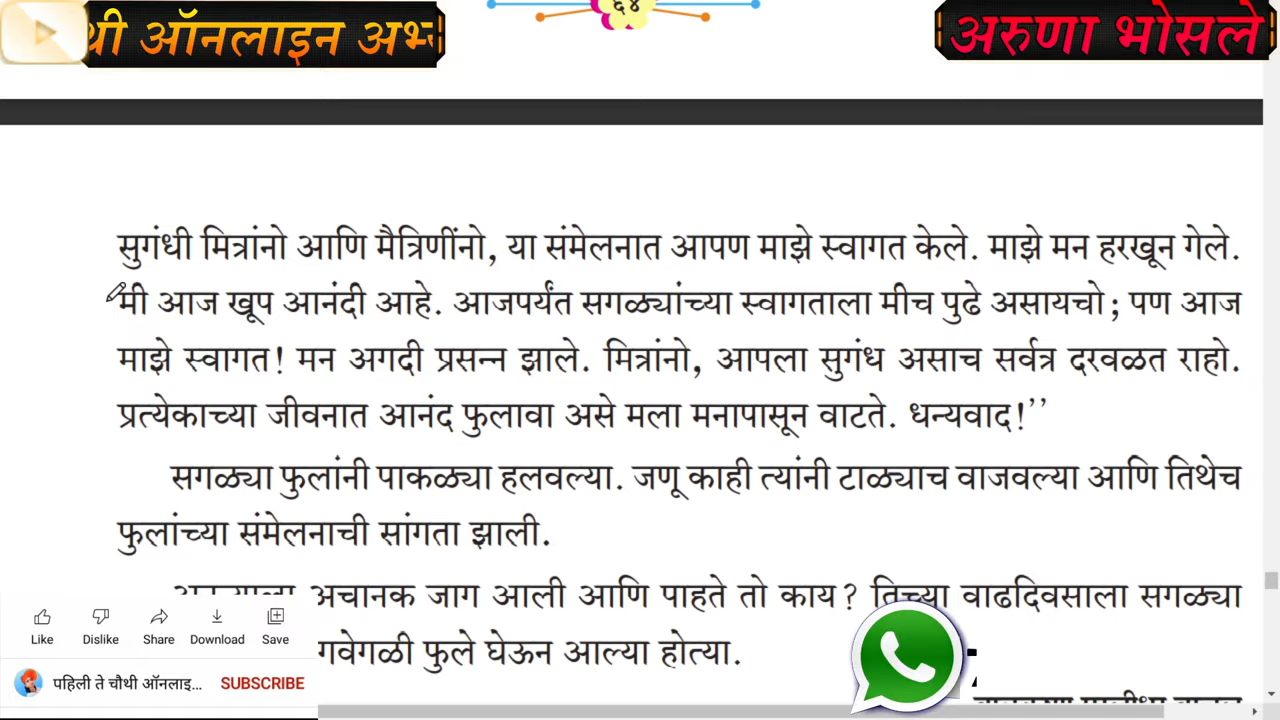 थी ऑनलाइन अभ्
६४
अरुणा भोसले
सुगंधी मित्रांनो आणि मैत्रिणींनो, या संमेलनात आपण माझे स्वागत केले. माझे मन हरखून गेले.
मी आज खूप आनंदी आहे. आजपर्यंत सगळ्यांच्या स्वागताला मीच पुढे असायचो; पण आज
माझे स्वागत! मन अगदी प्रसन्न झाले. मित्रांनो, आपला सुगंध असाच सर्वत्र दरवळत राहो.
प्रत्येकाच्या जीवनात आनंद फुलावा असे मला मनापासून वाटते. धन्यवाद!’’
सगळ्या फुलांनी पाकळ्या हलवल्या. जणू काही त्यांनी टाळ्याच वाजवल्या आणि तिथेच
फुलांच्या संमेलनाची सांगता झाली.
अचानक जाग आली आणि पाहते तो काय? तिच्या वाढदिवसाला सगळ्या
गवेगळी फुले घेऊन आल्या होत्या.
Like Dislike Share Download Save
पहिली ते चौथी ऑनलाइ... SUBSCRIBE